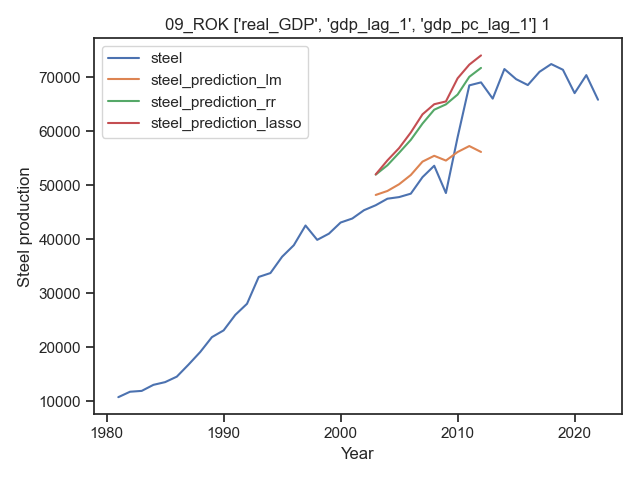 09_ROK ['real_GDP', 'gdp_lag_1', 'gdp_pc_lag_1'] 1
steel
steel_prediction_lm
steel_prediction_rr
steel_prediction_lasso
70000
60000
50000
40000
30000
20000
10000
Steel production
1980 1990 2000 2010 2020
Year